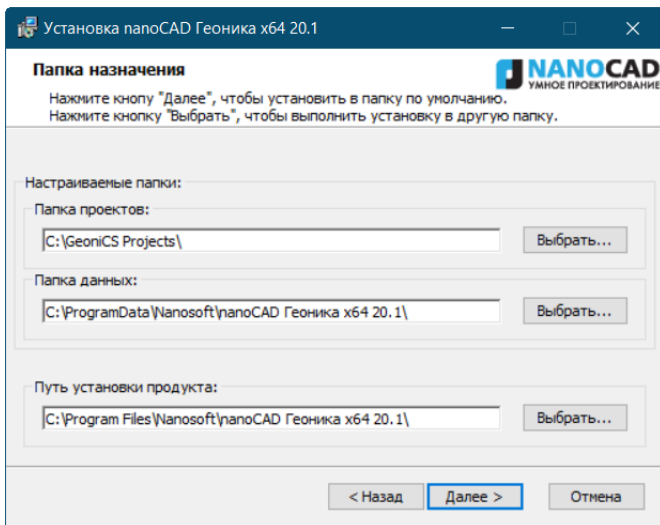 Установка nanoCAD Геоника x64 20.1
Папка назначения
NANOCAD
УМНОЕ ПРОЕКТИРОВАНИЕ
Нажмите кнопу "Далее", чтобы установить в папку по умолчанию.
Нажмите кнопку "Выбрать", чтобы выполнить установку в другую папку.
Настраиваемые папки:
Папка проектов:
C:\GeoniCS Projects\ Выбрать...
Папка данных:
C:\ProgramData\Nanosoft\nanoCAD Геоника x64 20.1\ Выбрать...
Путь установки продукта:
C:\Program Files\Nanosoft\nanoCAD Геоника x64 20.1\ Выбрать...
< Назад Далее > Отмена